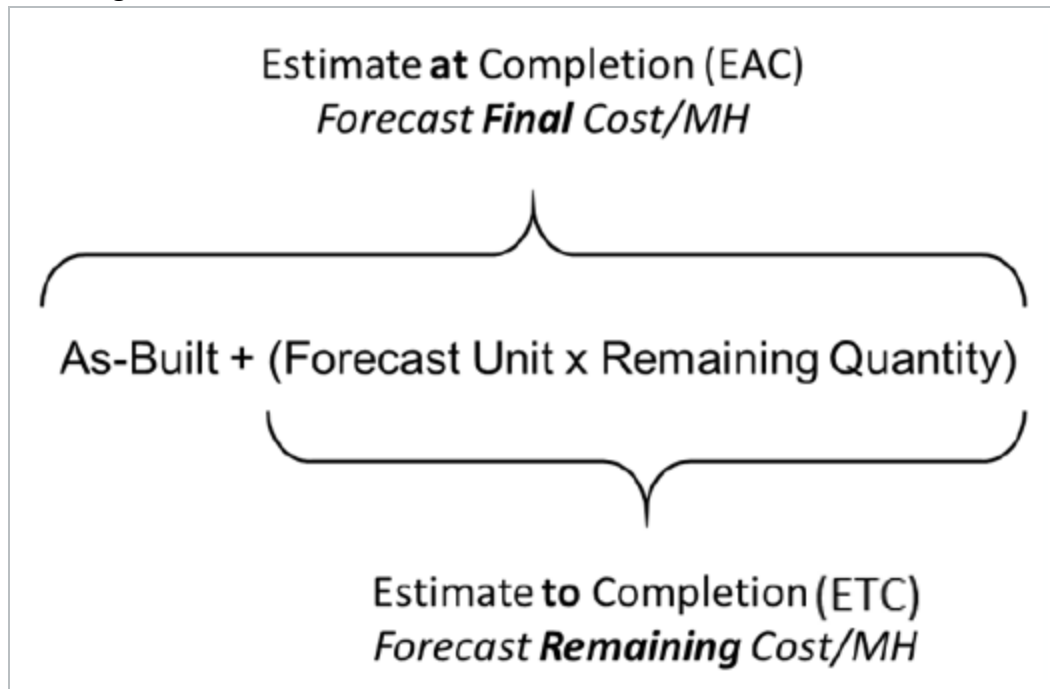 Estimate at Completion (EAC)
Forecast Final Cost/MH
As-Built + (Forecast Unit x Remaining Quantity)
Estimate to Completion (ETC)
Forecast Remaining Cost/MH